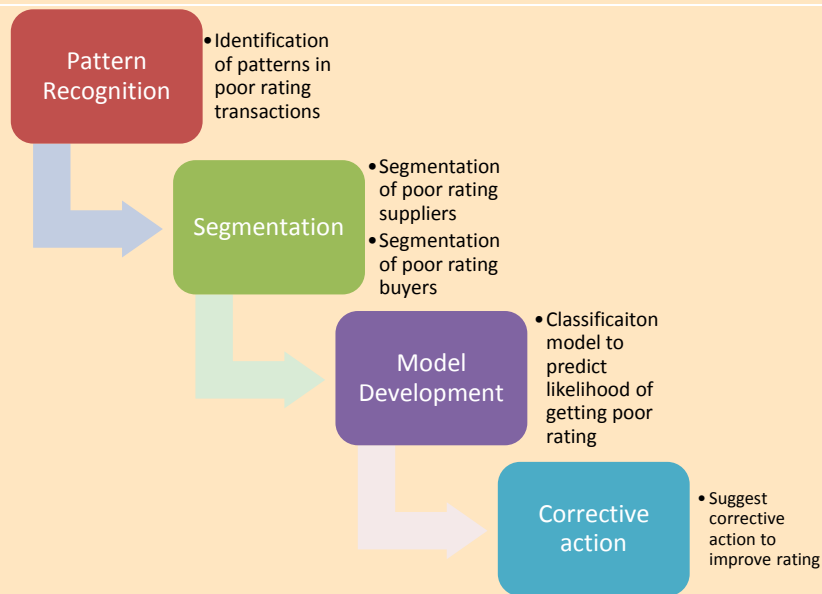 Pattern
Recognition
•Identification
of patterns in
poor rating
transactions
Segmentation
•Segmentation
of poor rating
suppliers
•Segmentation
of poor rating
buyers
Model
Development
•Classificaiton
model to
predict
likelihood of
getting poor
rating
Corrective
action
•Suggest
corrective
action to
improve rating